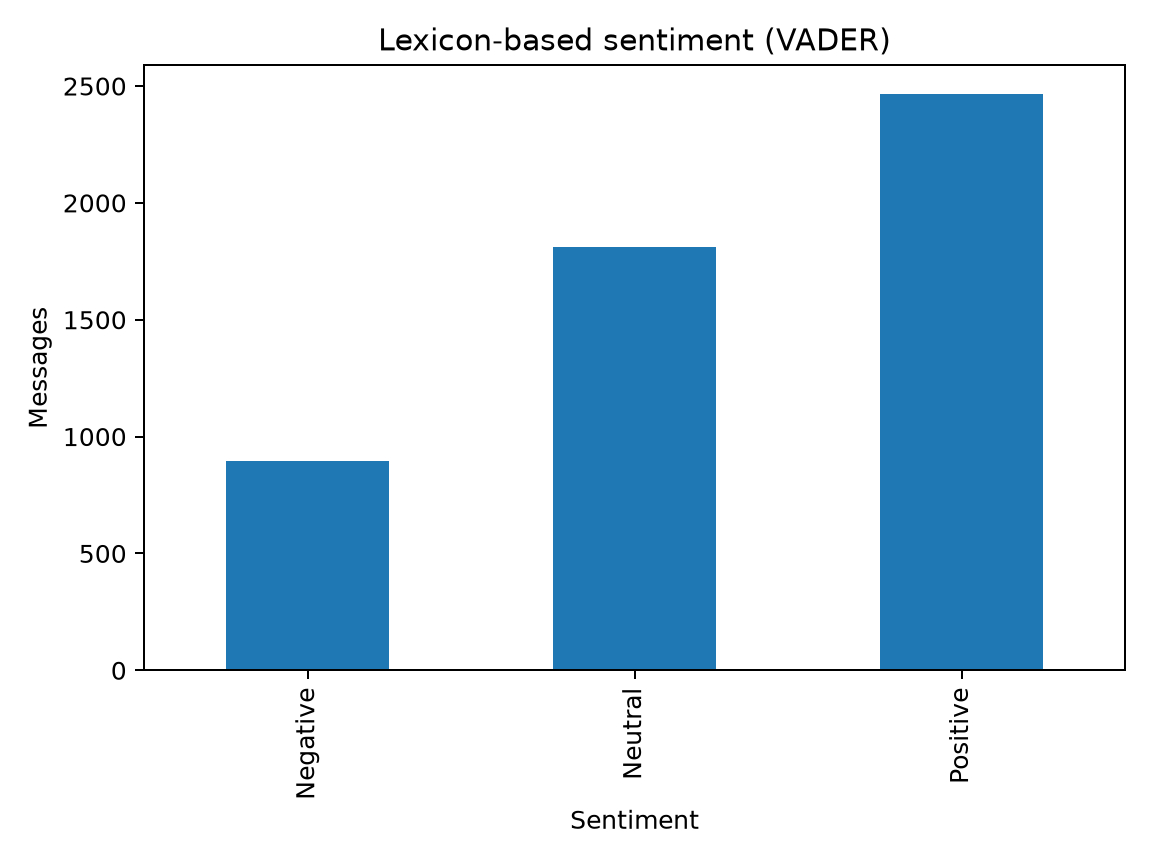 Lexicon-based sentiment (VADER)
2500
2000
1500
1000
500
0
Messages
Negative
Neutral
Positive
Sentiment